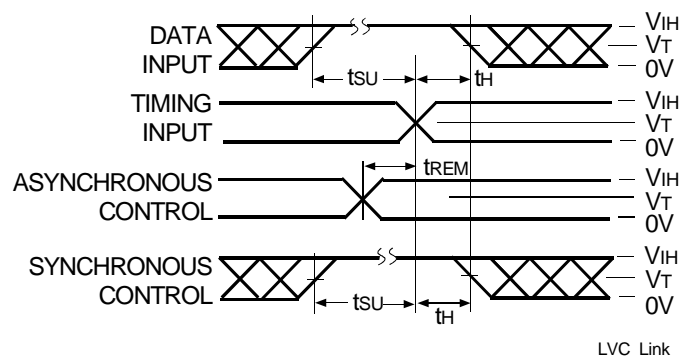 DATA
INPUT
tSU
tH
VIH
VT
0V
TIMING
INPUT
VIH
VT
0V
ASYNCHRONOUS
CONTROL
tREM
VIH
VT
0V
SYNCHRONOUS
CONTROL
tSU
tH
VIH
VT
0V
LVC Link